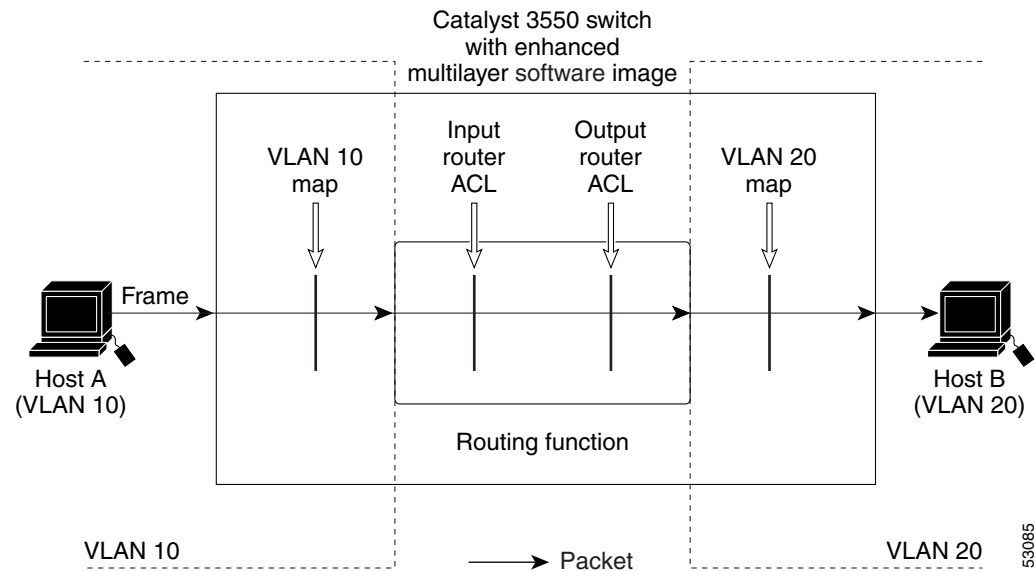 Catalyst 3550 switch
with enhanced
multilayer software image
VLAN 10
map
Input
router
ACL
Output
router
ACL
VLAN 20
map
Frame
Host A
(VLAN 10)
Host B
(VLAN 20)
Routing function
VLAN 10
Packet
VLAN 20
53085